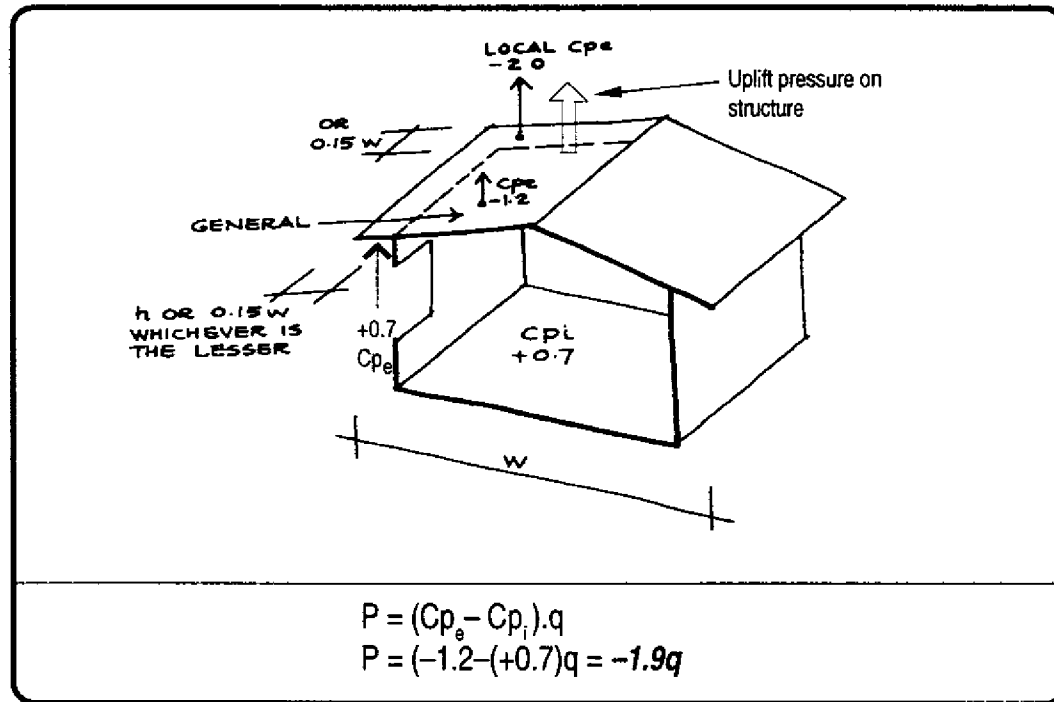 LOCAL Cpe
-2.0
Uplift pressure on
structure
OR
0.15 W
Cpe
-1.2
GENERAL
h OR 0.15 W
WHICHEVER IS
THE LESSER
+0.7
Cpe
Cpi
+0.7
W
P = (Cpe – Cpi).q
P = (–1.2–(+0.7)q = –1.9q